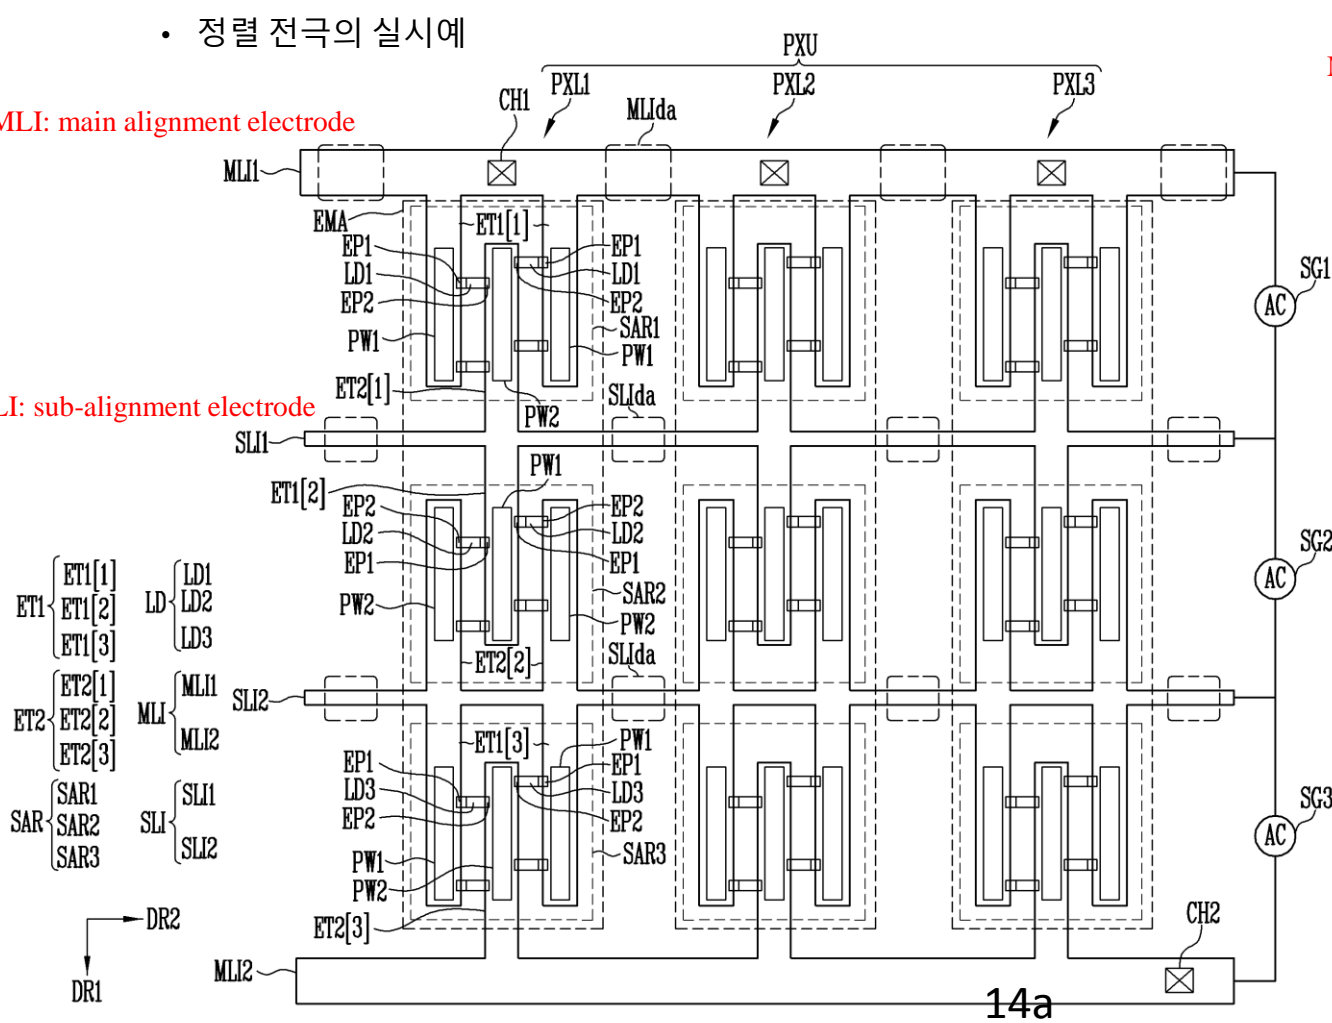 • 정렬 전극의 실시예
PXU
PXL1 PXL2 PXL3
CH1 MLIda
MLI: main alignment electrode
MLI1
EMA ET1[1]
EP1 EP1
LD1 LD1
EP2 EP2
SG1
AC
SAR1
PW1 PW1
ET2[1] SLIda
LI: sub-alignment electrode
PW2
SLI1
PW1
ET1[2]
EP2 EP2
LD2 LD2
EP1 EP1
SG2
AC
SAR2
PW2 PW2
ET2[2] SLIda
SLI2
ET1 ET1[1] ET1[2] ET1[3]
LD LD1 LD2 LD3
ET2 ET2[1] ET2[2] ET2[3]
MLI MLI1 MLI2
SAR SAR1 SAR2 SAR3
SLI SLI1 SLI2
ET1[3] PW1
EP1 EP1
LD3 LD3
EP2 EP2
SG3
AC
PW1 SAR3
PW2
ET2[3]
CH2
MLI2
DR2
DR1
14a